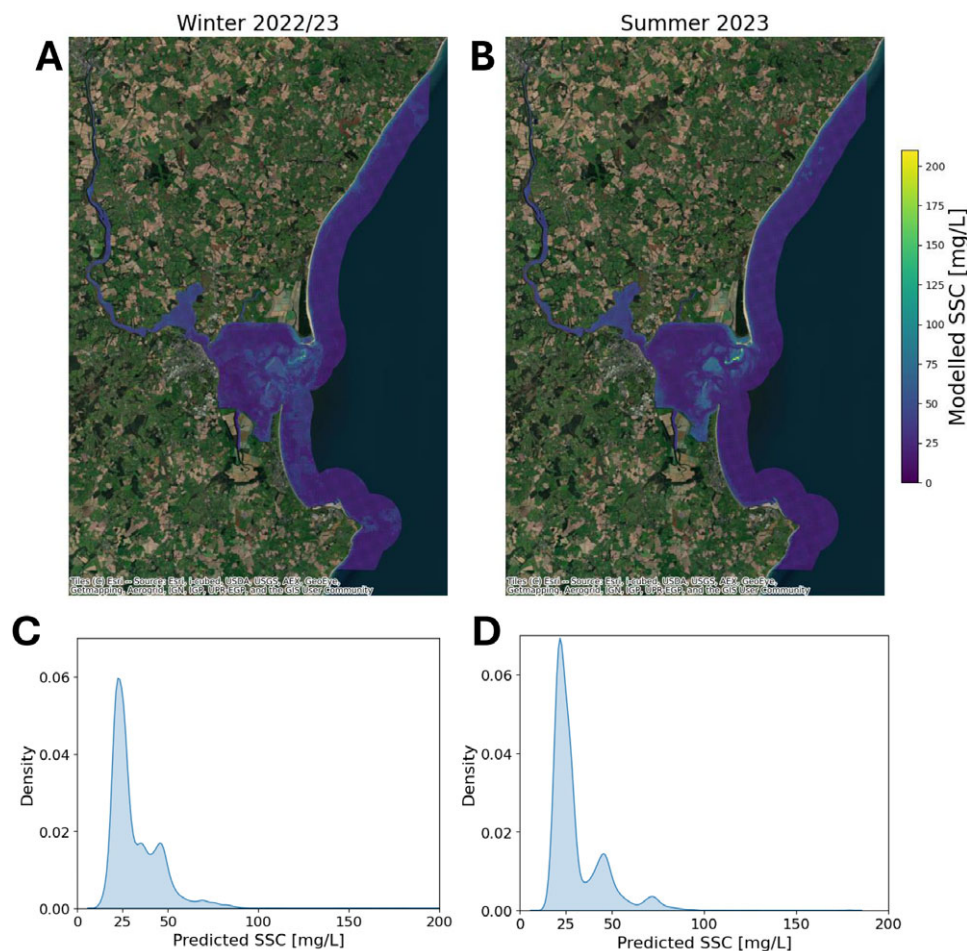 Winter 2022/23
Summer 2023
A
B
Tiles (C) Esri -- Source: Esri, i-cubed, USDA, USGS, AEX, GeoEye,
Getmapping, Aerogrid, IGN, IGP, UPR-EGP, and the GIS User Community
Tiles (C) Esri -- Source: Esri, i-cubed, USDA, USGS, AEX, GeoEye,
Getmapping, Aerogrid, IGN, IGP, UPR-EGP, and the GIS User Community
200
175
150
125
100
75
50
25
0
Modelled SSC [mg/L]
C
0.06
0.04
0.02
0.00
Density
0 25 50 100 150 200
Predicted SSC [mg/L]
D
0.06
0.04
0.02
0.00
Density
0 25 50 100 150 200
Predicted SSC [mg/L]